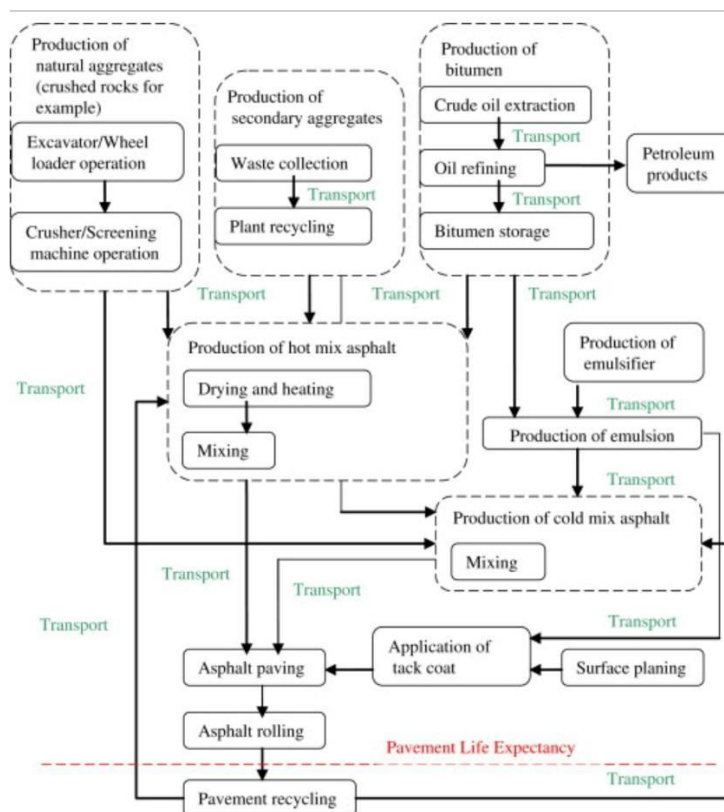 Production of
natural aggregates
(crushed rocks for
example)
Excavator/Wheel
loader operation
Crusher/Screening
machine operation
Production of
secondary aggregates
Waste collection
Transport
Plant recycling
Production of
bitumen
Crude oil extraction
Transport
Oil refining
Transport
Bitumen storage
Petroleum
products
Transport
Transport
Transport
Transport
Production of hot mix asphalt
Drying and heating
Mixing
Production of
emulsifier
Transport
Production of emulsion
Transport
Production of cold mix asphalt
Mixing
Transport
Transport
Transport
Transport
Asphalt paving
Application of
tack coat
Surface planing
Asphalt rolling
Pavement Life Expectancy
Transport
Pavement recycling